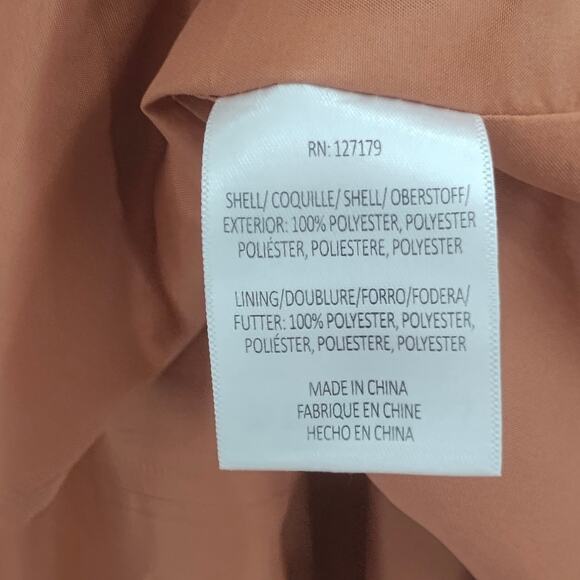 RN: 127179
SHELL/ COQUILLE/ SHELL/ OBERSTOFF/
EXTERIOR: 100% POLYESTER, POLYESTER
POLIÉSTER, POLIESTERE, POLYESTER
LINING/DOUBLURE/FORRO/FODERA/
FUTTER: 100% POLYESTER, POLYESTER,
POLIÉSTER, POLIESTERE, POLYESTER
MADE IN CHINA
FABRIQUE EN CHINE
HECHO EN CHINA